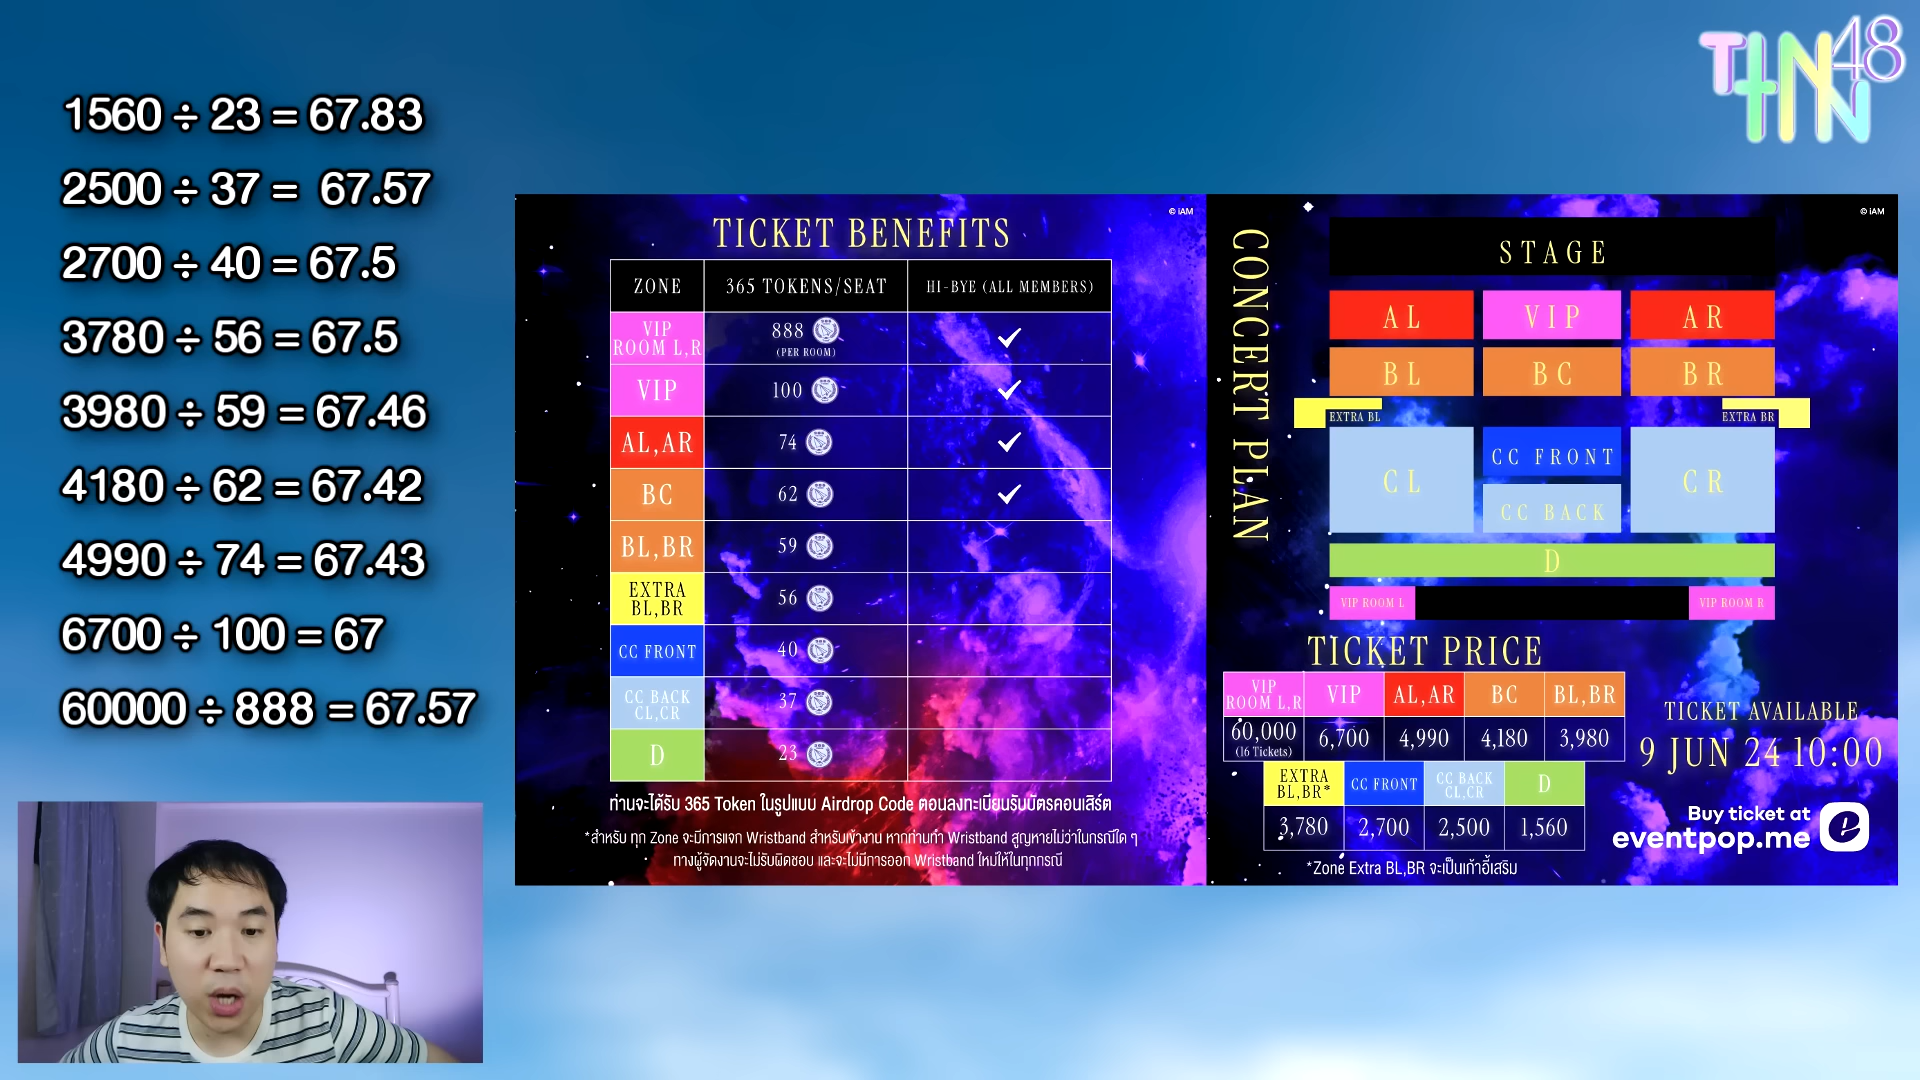 1560 ÷ 23 = 67.83
2500 ÷ 37 = 67.57
2700 ÷ 40 = 67.5
3780 ÷ 56 = 67.5
3980 ÷ 59 = 67.46
4180 ÷ 62 = 67.42
4990 ÷ 74 = 67.43
6700 ÷ 100 = 67
60000 ÷ 888 = 67.57
TINTIN48
© iAM
TICKET BENEFITS
ZONE 365 TOKENS/SEAT HI-BYE (ALL MEMBERS)
VIP ROOM L,R 888 (PER ROOM) ✓
VIP 100 ✓
AL,AR 74 ✓
BC 62 ✓
BL,BR 59
EXTRA BL,BR 56
CC FRONT 40
CC BACK CL,CR 37
D 23
ท่านจะได้รับ 365 Token ในรูปแบบ Airdrop Code ตอนลงทะเบียนรับบัตรคอนเสิร์ต
*สำหรับ ทุก Zone จะมีการแจก Wristband สำหรับเข้างาน หากท่านทำ Wristband สูญหายไม่ว่าในกรณีใด ๆ
ทางผู้จัดงานจะไม่รับผิดชอบ และจะไม่มีการออก Wristband ใหม่ให้ในทุกกรณี
© iAM
CONCERT PLAN
STAGE
AL VIP AR
BL BC BR
EXTRA BL EXTRA BR
CL CC FRONT CR
CC BACK
D
VIP ROOM L VIP ROOM R
TICKET PRICE
VIP ROOM L,R VIP AL,AR BC BL,BR
60,000 (16 Tickets) 6,700 4,990 4,180 3,980
EXTRA BL,BR* CC FRONT CC BACK CL,CR D
3,780 2,700 2,500 1,560
*Zone Extra BL,BR จะเป็นเก้าอี้เสริม
TICKET AVAILABLE
9 JUN 24 10:00
Buy ticket at
eventpop.me